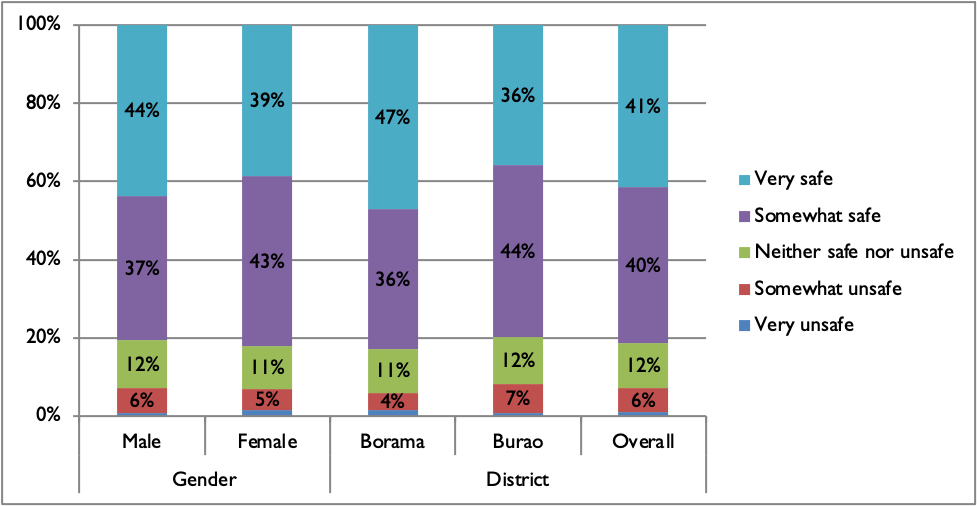 100%
80%
60%
40%
20%
0%
44%
39%
47%
36%
41%
37%
43%
36%
44%
40%
12%
11%
11%
12%
12%
6%
5%
4%
7%
6%
Male
Female
Borama
Burao
Overall
Gender
District
Very safe
Somewhat safe
Neither safe nor unsafe
Somewhat unsafe
Very unsafe